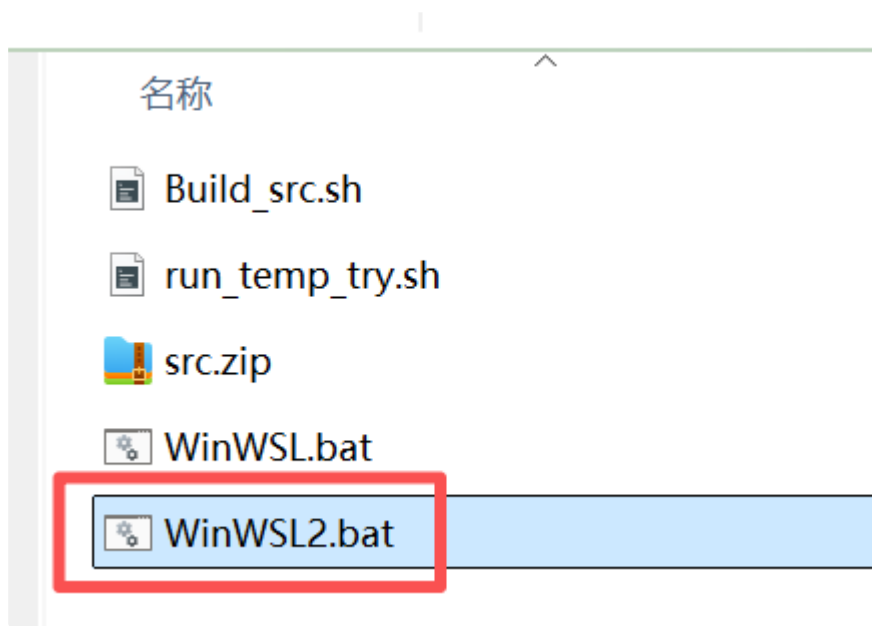 名称
Build_src.sh
run_temp_try.sh
src.zip
WinWSL.bat
WinWSL2.bat